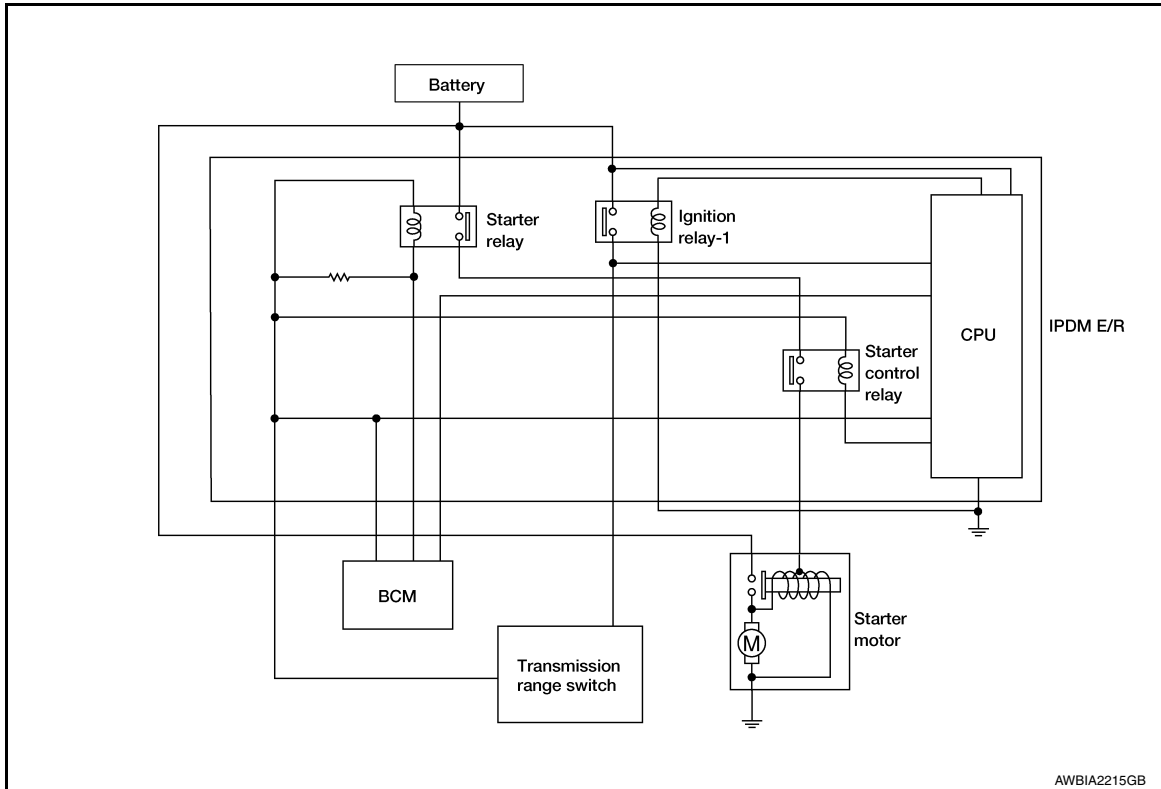 Battery
Starter
relay
Ignition
relay-1
CPU
IPDM E/R
Starter
control
relay
BCM
Transmission
range switch
M
Starter
motor
AWBIA2215GB